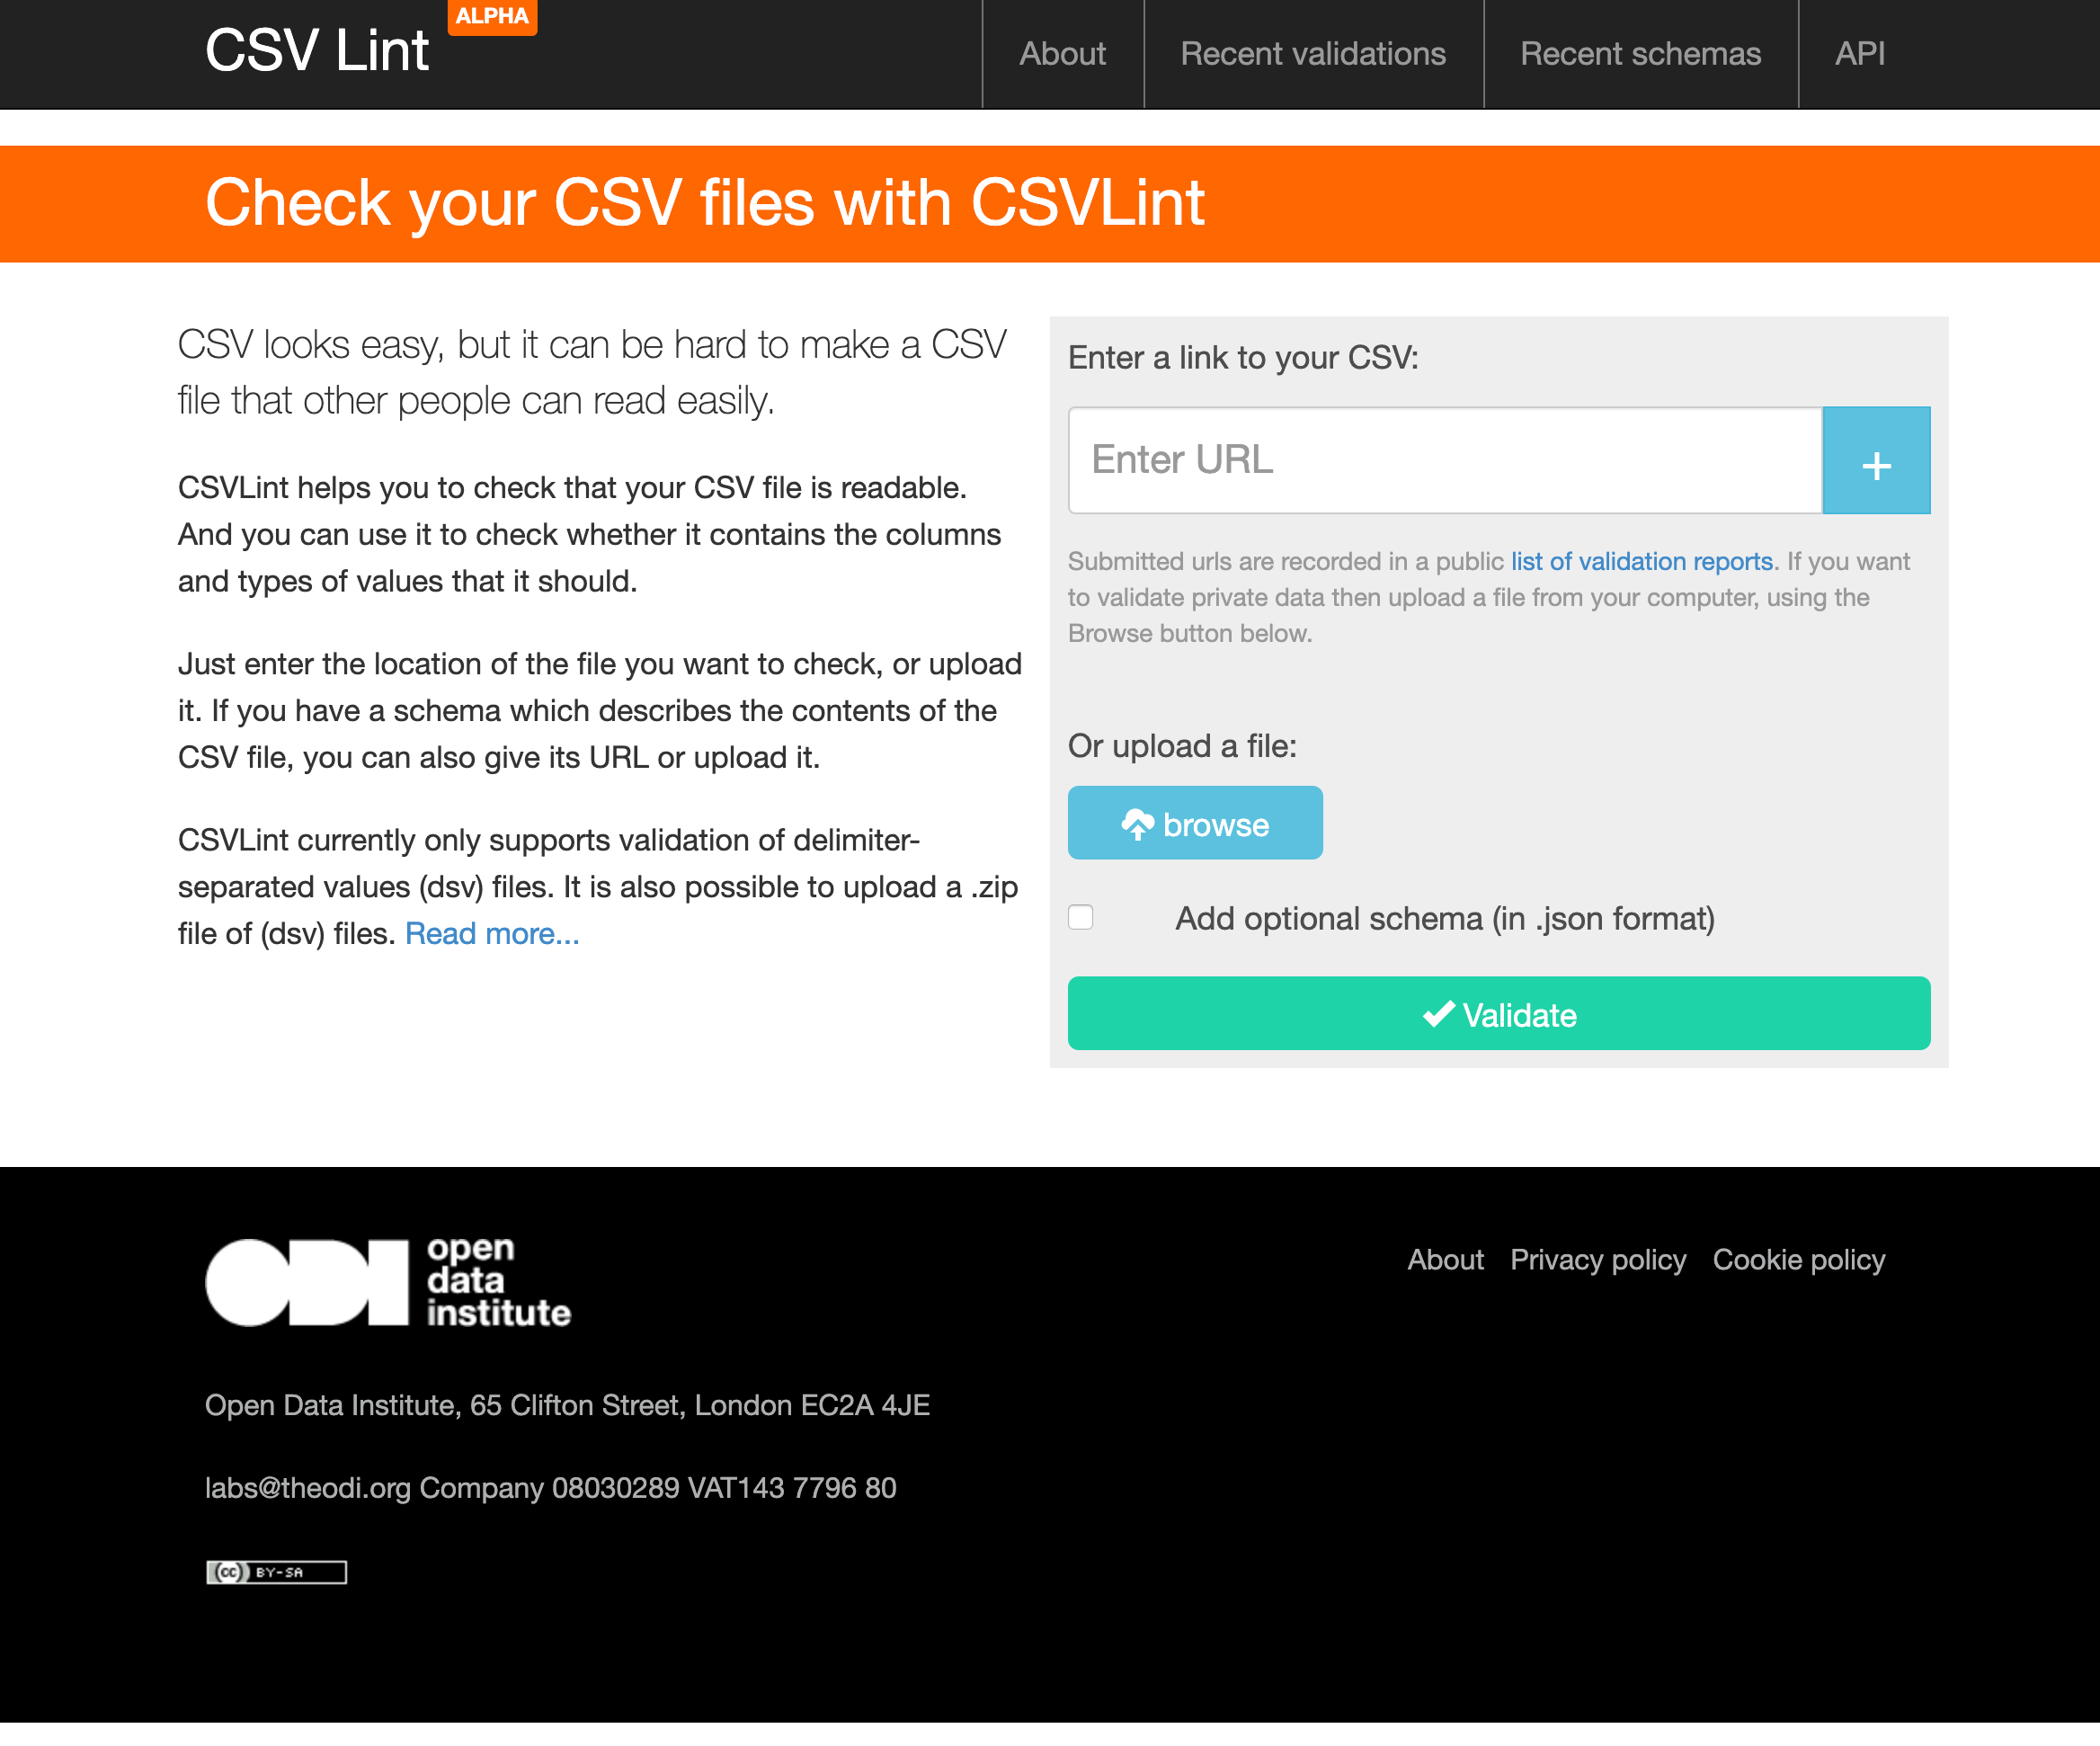 CSV Lint
ALPHA
About
Recent validations
Recent schemas
API
Check your CSV files with CSVLint
CSV looks easy, but it can be hard to make a CSV
file that other people can read easily.
CSVLint helps you to check that your CSV file is readable.
And you can use it to check whether it contains the columns
and types of values that it should.
Just enter the location of the file you want to check, or upload
it. If you have a schema which describes the contents of the
CSV file, you can also give its URL or upload it.
CSVLint currently only supports validation of delimiter-
separated values (dsv) files. It is also possible to upload a .zip
file of (dsv) files. Read more...
Enter a link to your CSV:
Enter URL
+
Submitted urls are recorded in a public list of validation reports. If you want
to validate private data then upload a file from your computer, using the
Browse button below.
Or upload a file:
browse
Add optional schema (in .json format)
Validate
ODI
open
data
institute
About
Privacy policy
Cookie policy
Open Data Institute, 65 Clifton Street, London EC2A 4JE
labs@theodi.org Company 08030289 VAT143 7796 80
(cc) BY-SA